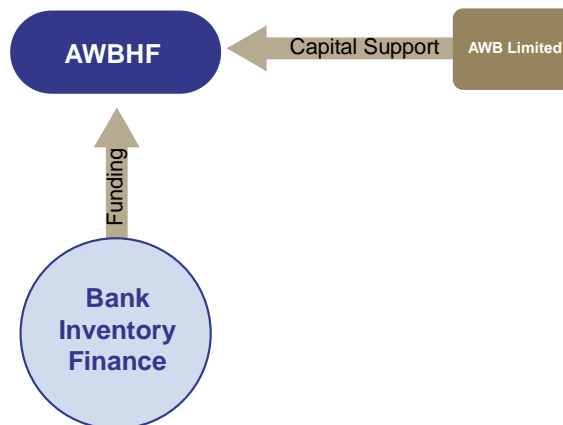 AWBHF
Capital Support
AWB Limited
Funding
Bank
Inventory
Finance